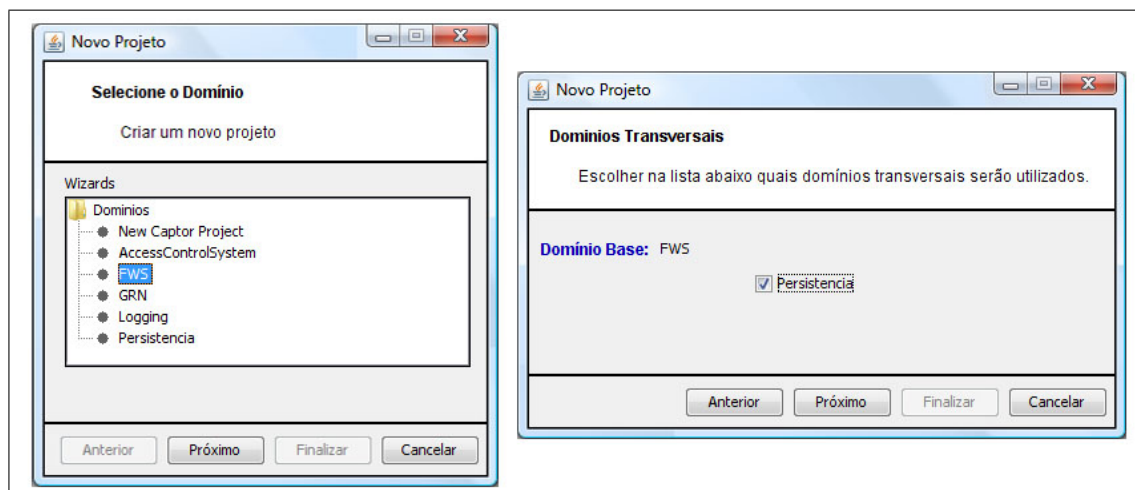 Novo Projeto
Selecione o Domínio
Criar um novo projeto
Wizards
Dominios
New Captor Project
AccessControlSystem
FWS
GRN
Logging
Persistencia
Anterior
Próximo
Finalizar
Cancelar
Novo Projeto
Dominios Transversais
Escolher na lista abaixo quais domínios transversais serão utilizados.
Domínio Base: FWS
Persistencia
Anterior
Próximo
Finalizar
Cancelar